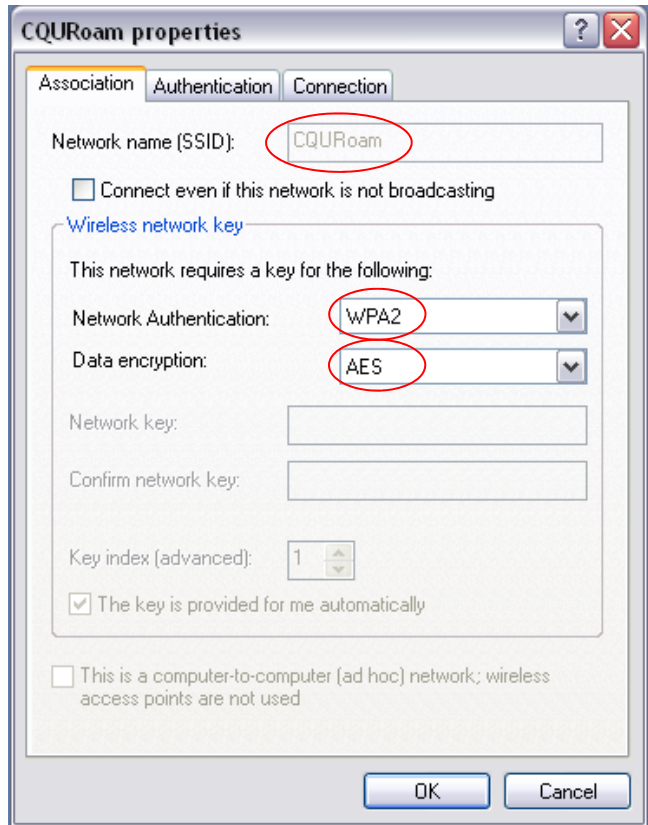 CQURoam properties
Association Authentication Connection
Network name (SSID): CQURoam
Connect even if this network is not broadcasting
Wireless network key
This network requires a key for the following:
Network Authentication: WPA2
Data encryption: AES
Network key:
Confirm network key:
Key index (advanced): 1
The key is provided for me automatically
This is a computer-to-computer (ad hoc) network; wireless
access points are not used
OK Cancel